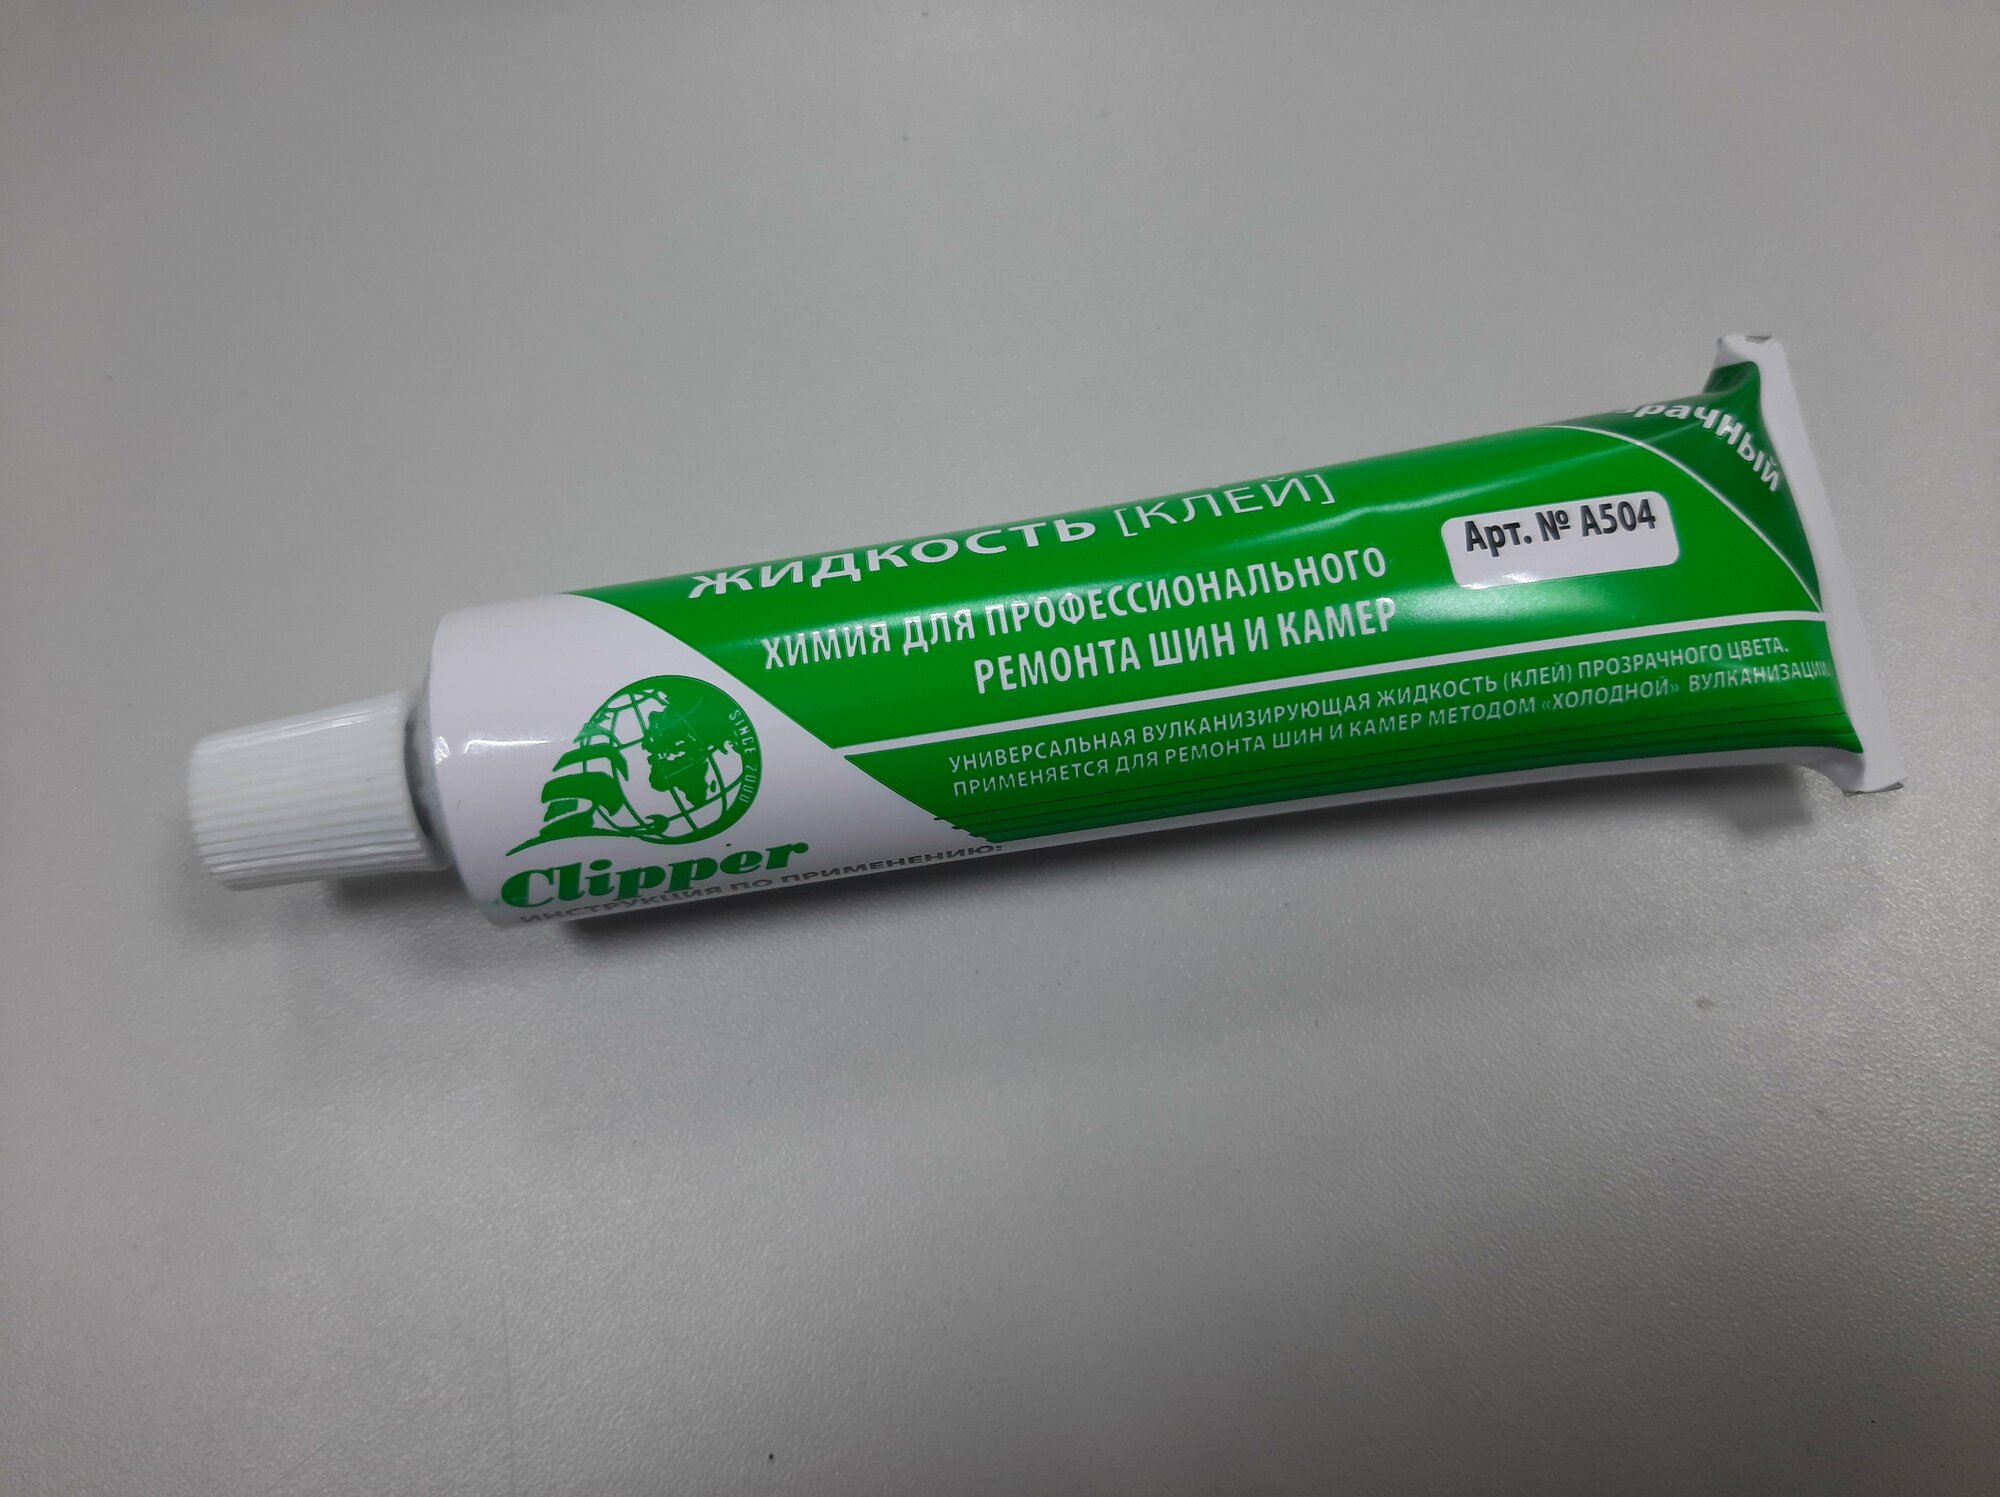 ЖИДКОСТЬ [КЛЕЙ]
ХИМИЯ ДЛЯ ПРОФЕССИОНАЛЬНОГО
РЕМОНТА ШИН И КАМЕР
Арт. № А504
УНИВЕРСАЛЬНАЯ ВУЛКАНИЗИРУЮЩАЯ ЖИДКОСТЬ (КЛЕЙ) ПРОЗРАЧНОГО ЦВЕТА.
ПРИМЕНЯЕТСЯ ДЛЯ РЕМОНТА ШИН И КАМЕР МЕТОДОМ «ХОЛОДНОЙ» ВУЛКАНИЗАЦИИ.
SINCE 2000
Clipper
ИНСТРУКЦИЯ ПО ПРИМЕНЕНИЮ: